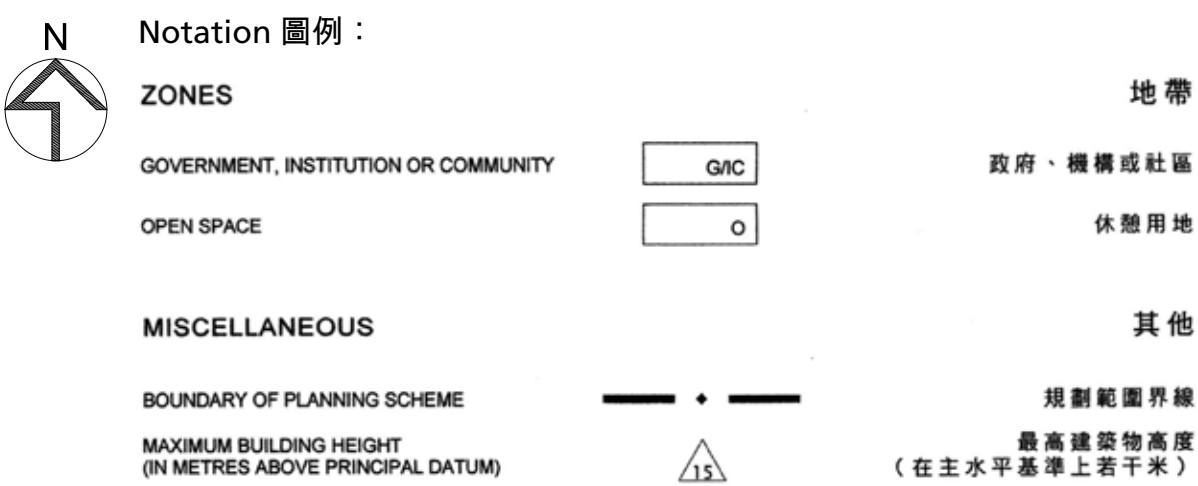 N
Notation 圖例：
ZONES 地帶
GOVERNMENT, INSTITUTION OR COMMUNITY G/IC 政府、機構或社區
OPEN SPACE O 休憩用地
MISCELLANEOUS 其他
BOUNDARY OF PLANNING SCHEME 規劃範圍界線
MAXIMUM BUILDING HEIGHT 最高建築物高度
(IN METRES ABOVE PRINCIPAL DATUM) 15 (在主水平基準上若干米)